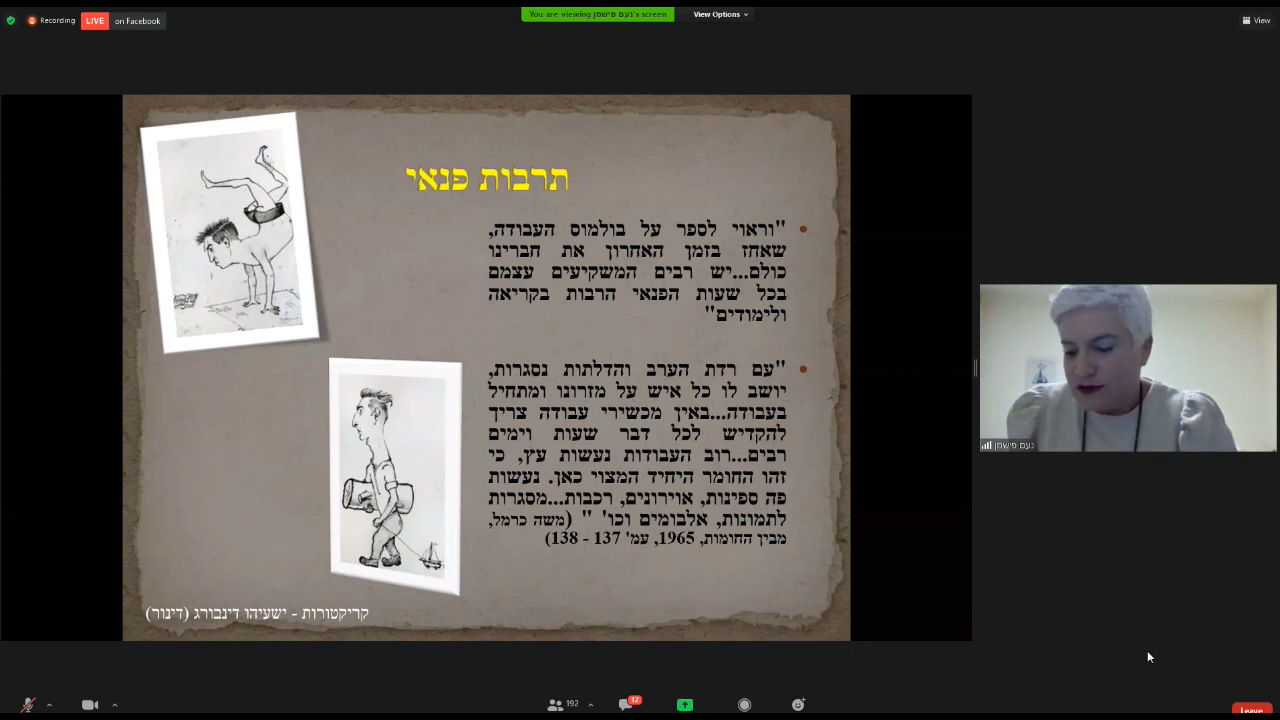 Recording
LIVE
on Facebook
You are viewing נעם פישמן's screen
View Options
View
תרבות פנאי
"וראוי לספר על בולמוס העבודה,
שאחז בזמן האחרון את חברינו
כולם...יש רבים המשקיעים עצמם
בכל שעות הפנאי הרבות בקריאה
ולימודים"
"עם רדת הערב והדלתות נסגרות,
יושב לו כל איש על מזרונו ומתחיל
בעבודה...באין מכשירי עבודה צריך
להקדיש לכל דבר שעות וימים
רבים...רוב העבודות נעשות עץ, כי
זהו החומר היחיד המצוי כאן. נעשות
פה ספינות, אוירונים, רכבות...מסגרות
לתמונות, אלבומים וכו' " (משה כרמל,
מבין החומות, 1965, עמ' 137 - 138)
קריקטורות - ישעיהו דינבורג (דינור)
נעם פישמן
192
12
Leave